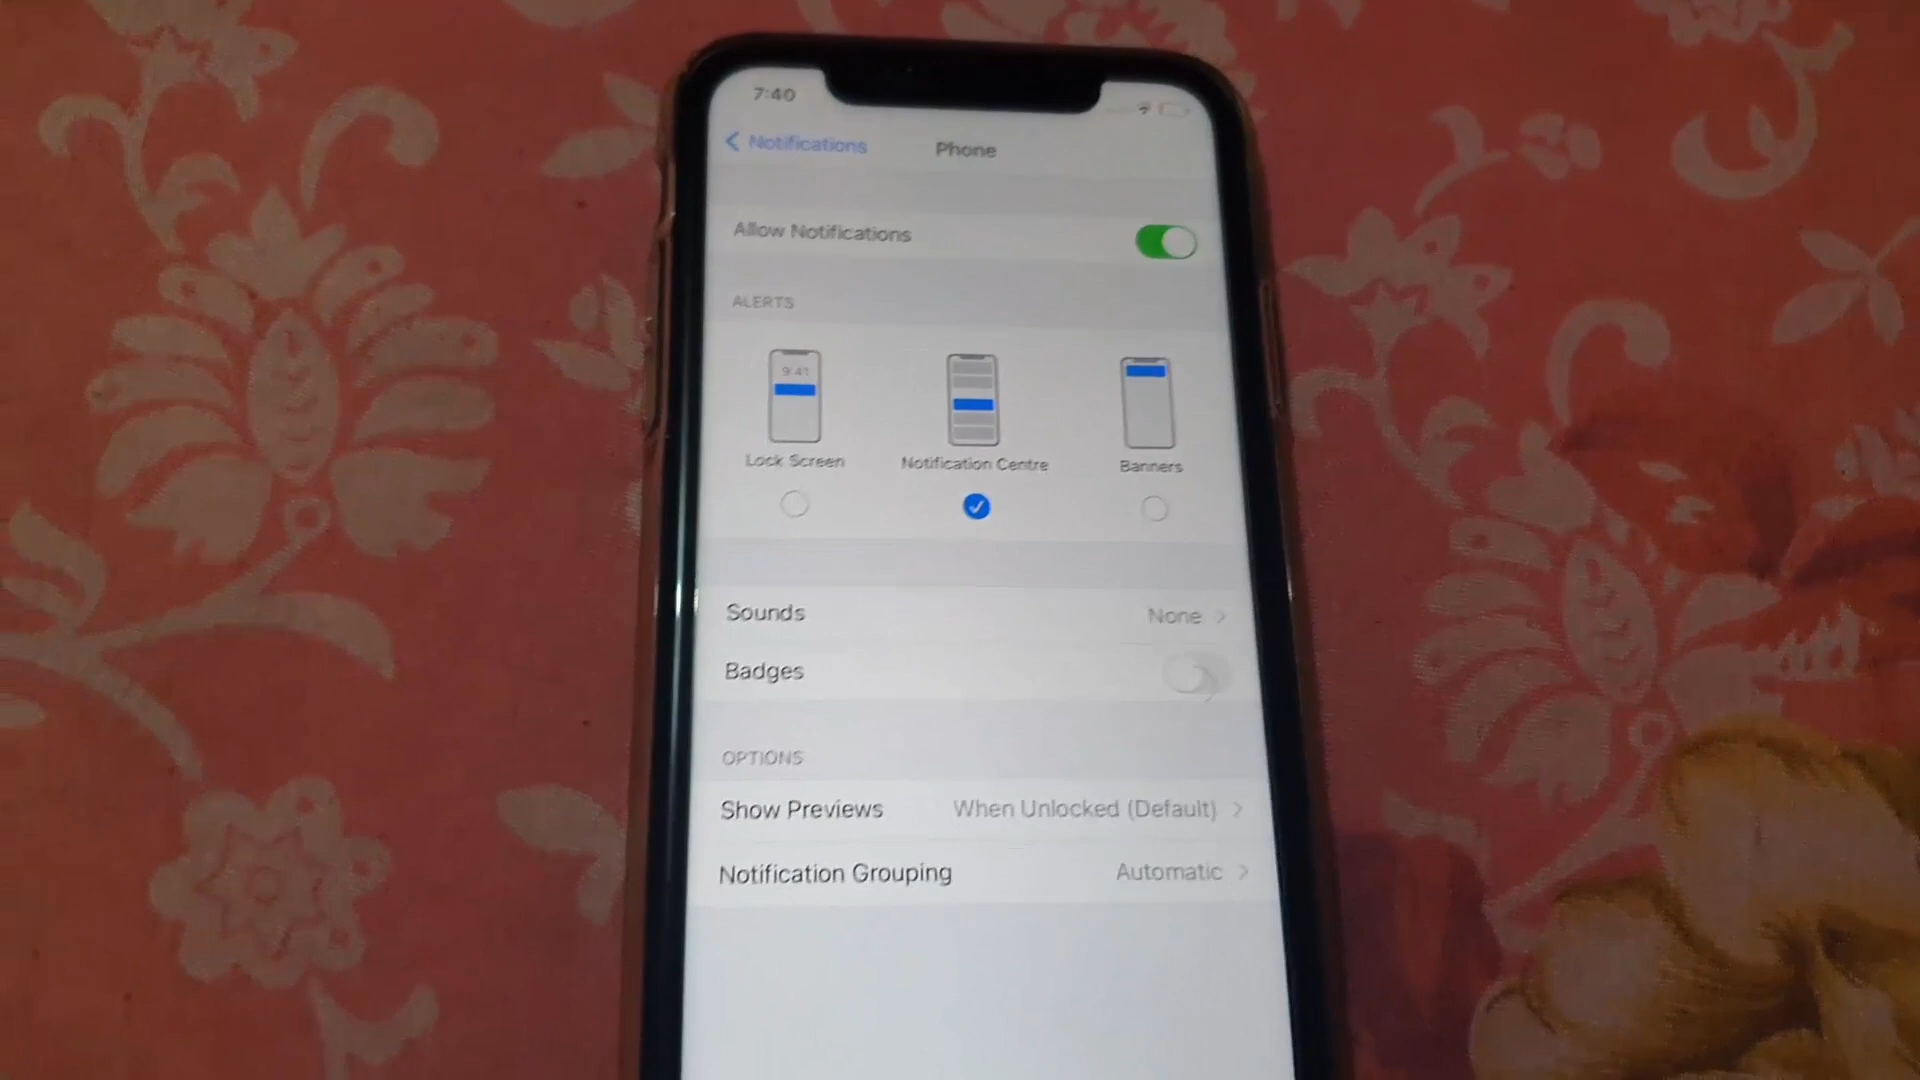 7:40
Notifications
Phone
Allow Notifications
ALERTS
9:41
Lock Screen
Notification Centre
Banners
Sounds
None
Badges
OPTIONS
Show Previews
When Unlocked (Default)
Notification Grouping
Automatic